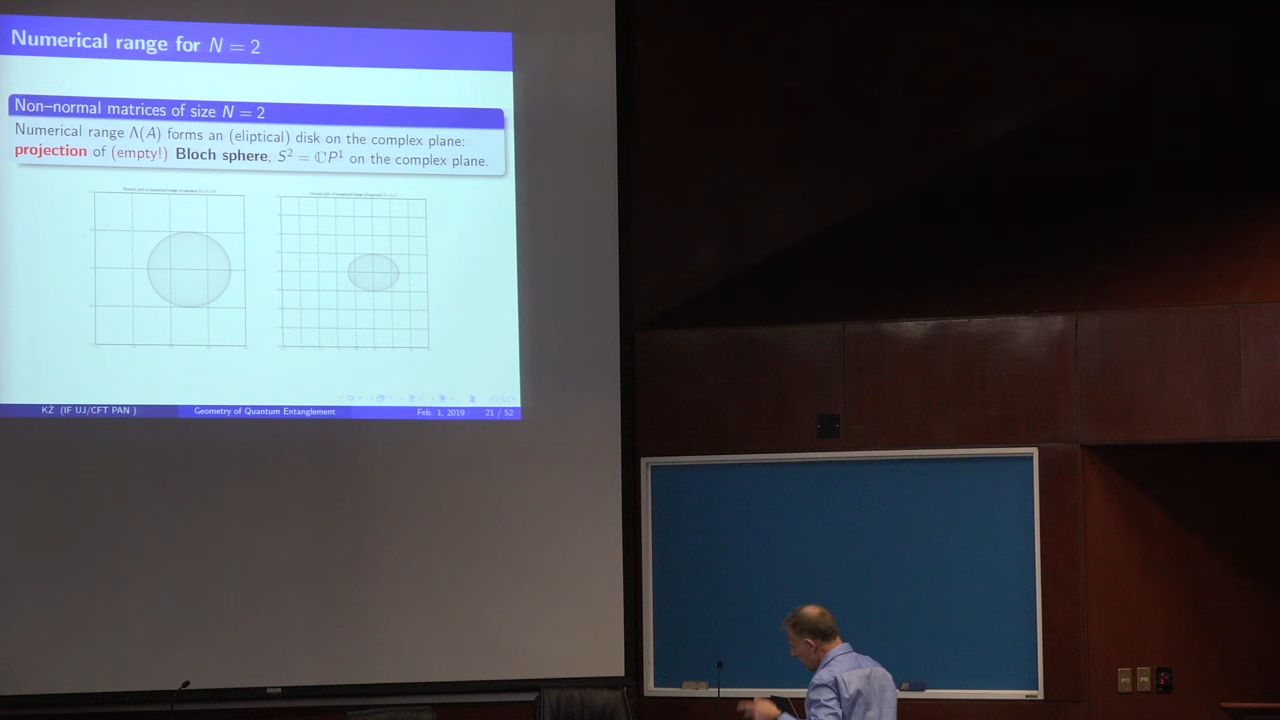 Numerical range for N = 2
Non–normal matrices of size N = 2
Numerical range Λ(A) forms an (eliptical) disk on the complex plane:
projection of (empty!) Bloch sphere, S² = ℂP¹ on the complex plane.
KŻ (IF UJ/CFT PAN ) Geometry of Quantum Entanglement Feb. 1, 2019 21 / 52